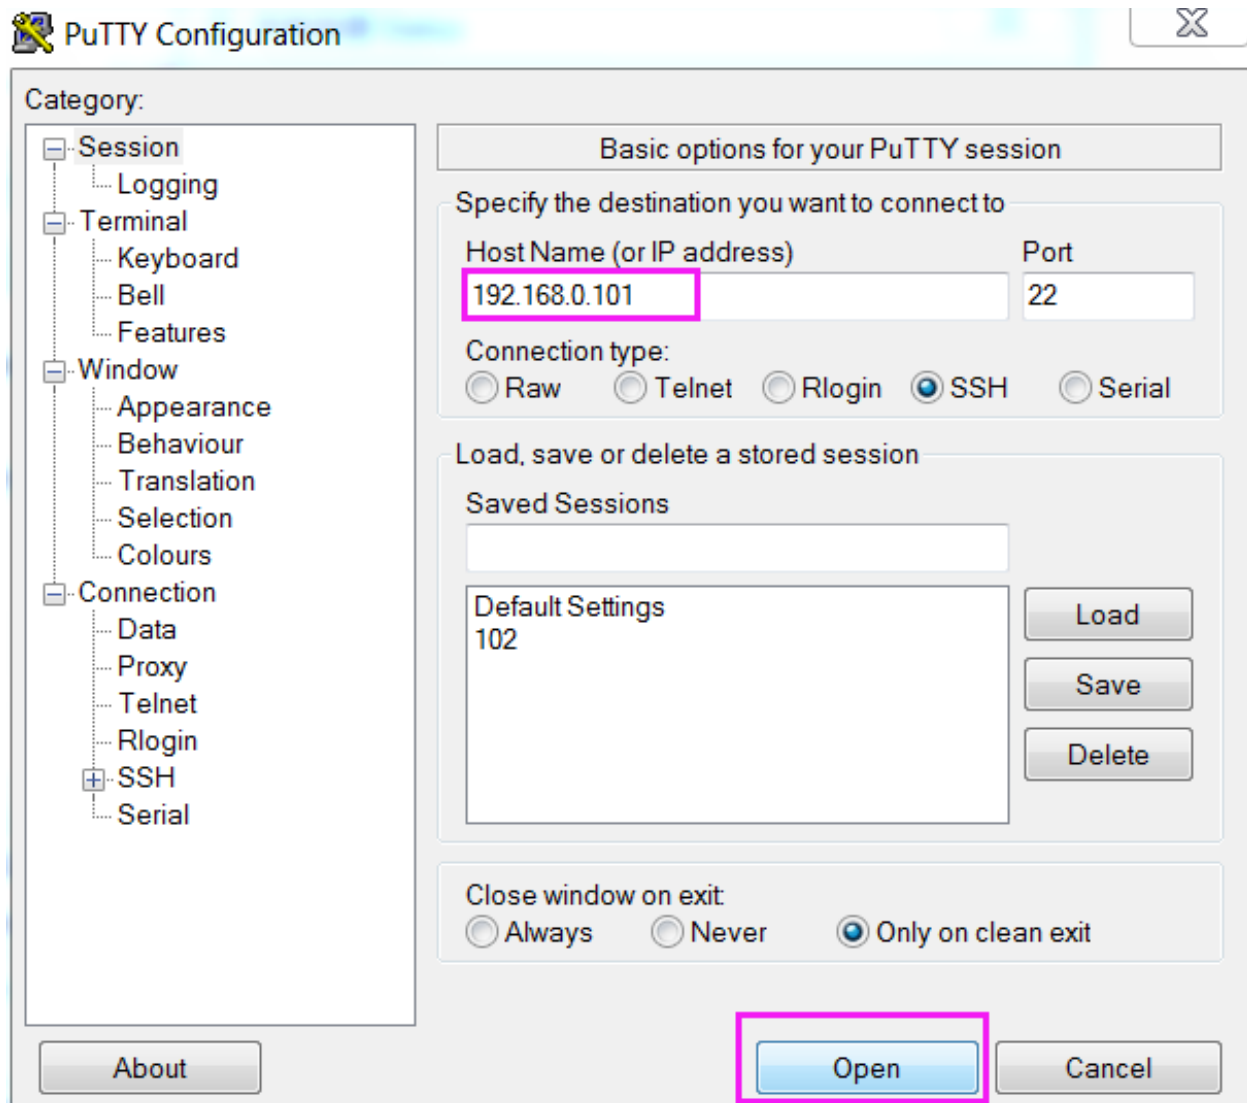 PuTTY Configuration
Category:
Session
Logging
Terminal
Keyboard
Bell
Features
Window
Appearance
Behaviour
Translation
Selection
Colours
Connection
Data
Proxy
Telnet
Rlogin
SSH
Serial
Basic options for your PuTTY session
Specify the destination you want to connect to
Host Name (or IP address) Port
192.168.0.101 22
Connection type:
Raw Telnet Rlogin SSH Serial
Load, save or delete a stored session
Saved Sessions
Default Settings
102
Load
Save
Delete
Close window on exit:
Always Never Only on clean exit
About Open Cancel